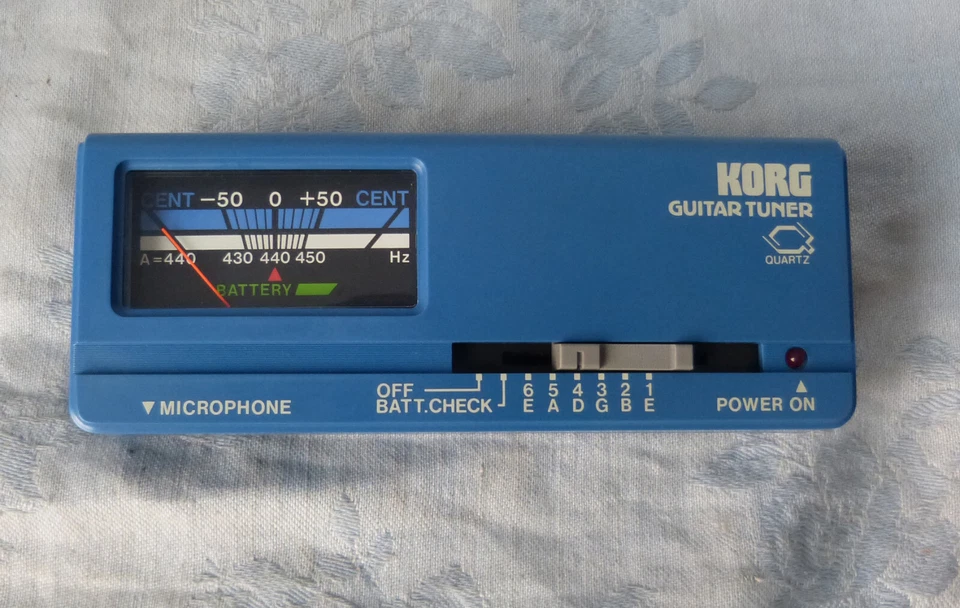 CENT −50 0 +50 CENT
A=440 430 440 450 Hz
BATTERY
KORG
GUITAR TUNER
QUARTZ
OFF
BATT.CHECK
6 5 4 3 2 1
E A D G B E
▼MICROPHONE
▲
POWER ON